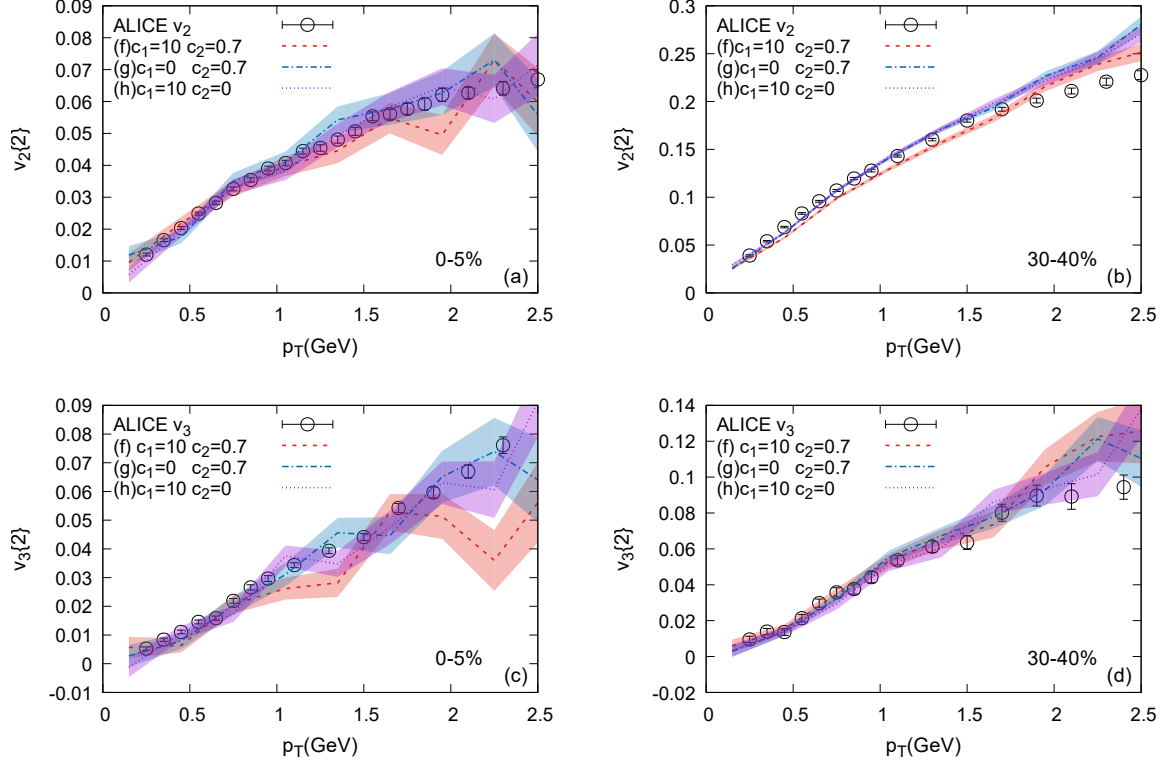 0.09
0.08
0.07
0.06
0.05
0.04
0.03
0.02
0.01
0
v2{2}
ALICE v2
(f)c1=10 c2=0.7
(g)c1=0 c2=0.7
(h)c1=10 c2=0
0-5%
(a)
0 0.5 1 1.5 2 2.5
pT(GeV)
0.3
0.25
0.20
0.15
0.1
0.05
0
v2{2}
ALICE v2
(f)c1=10 c2=0.7
(g)c1=0 c2=0.7
(h)c1=10 c2=0
30-40%
(b)
0 0.5 1 1.5 2 2.5
pT(GeV)
0.09
0.08
0.07
0.06
0.05
0.04
0.03
0.02
0.01
0
-0.01
v3{2}
ALICE v3
(f) c1=10 c2=0.7
(g)c1=0 c2=0.7
(h)c1=10 c2=0
0-5%
(c)
0 0.5 1 1.5 2 2.5
pT(GeV)
0.14
0.12
0.1
0.08
0.06
0.04
0.02
0
-0.02
v3{2}
ALICE v3
(f) c1=10 c2=0.7
(g)c1=0 c2=0.7
(h)c1=10 c2=0
30-40%
(d)
0 0.5 1 1.5 2 2.5
pT(GeV)